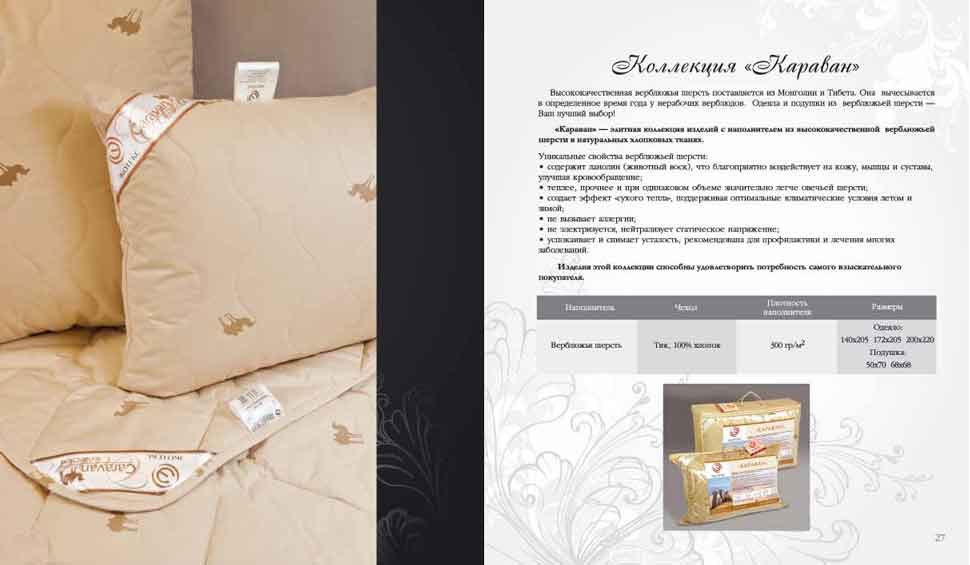 Caravan
ЭКОТЕКС
ЭКОТЕКС
Caravan
Коллекция «Караван»
Высококачественная верблюжья шерсть поставляется из Монголии и Тибета. Она вычесывается
в определенное время года у нерабочих верблюдов. Одеяла и подушки из верблюжьей шерсти —
Ваш лучший выбор!
«Караван» — элитная коллекция изделий с наполнителем из высококачественной верблюжьей
шерсти в натуральных хлопковых тканях.
Уникальные свойства верблюжьей шерсти:
• содержит ланолин (животный воск), что благоприятно воздействует на кожу, мышцы и суставы,
улучшая кровообращение;
• теплее, прочнее и при одинаковом объеме значительно легче овечьей шерсти;
• создает эффект «сухого тепла», поддерживая оптимальные климатические условия летом и
зимой;
• не вызывает аллергии;
• не электризуется, нейтрализует статическое напряжение;
• успокаивает и снимает усталость, рекомендована для профилактики и лечения многих
заболеваний.
Изделия этой коллекции способны удовлетворить потребность самого взыскательного
покупателя.
Наполнитель Чехол Плотность наполнителя Размеры
Верблюжья шерсть Тик, 100% хлопок 300 гр/м² Одеяло:
140х205 172х205 200х220
Подушка:
50х70 68х68
«КАРАВАН»
«КАРАВАН»
27